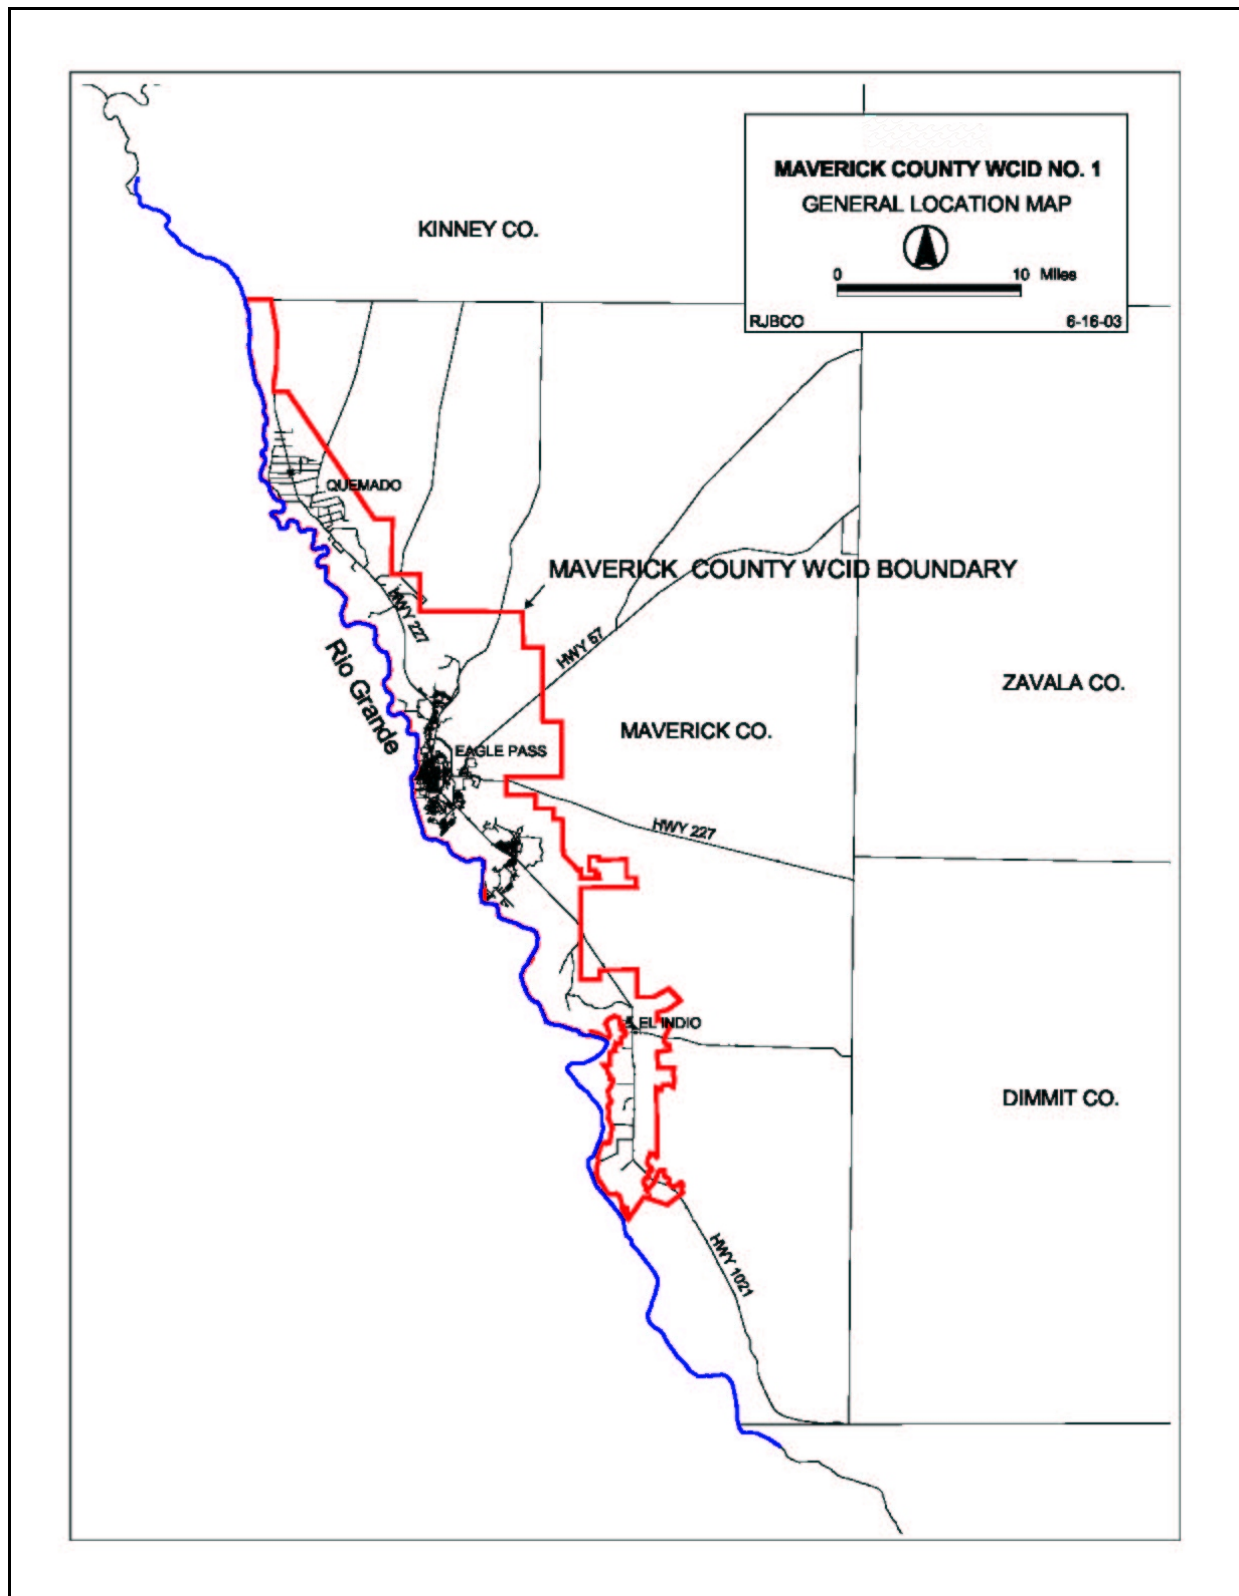 MAVERICK COUNTY WCID NO. 1
GENERAL LOCATION MAP
0 10 Miles
RJBCO 6-16-03
KINNEY CO.
QUEMADO
MAVERICK COUNTY WCID BOUNDARY
HWY 227
HWY 57
Rio Grande
ZAVALA CO.
MAVERICK CO.
EAGLE PASS
HWY 227
EL INDIO
DIMMIT CO.
HWY 1021